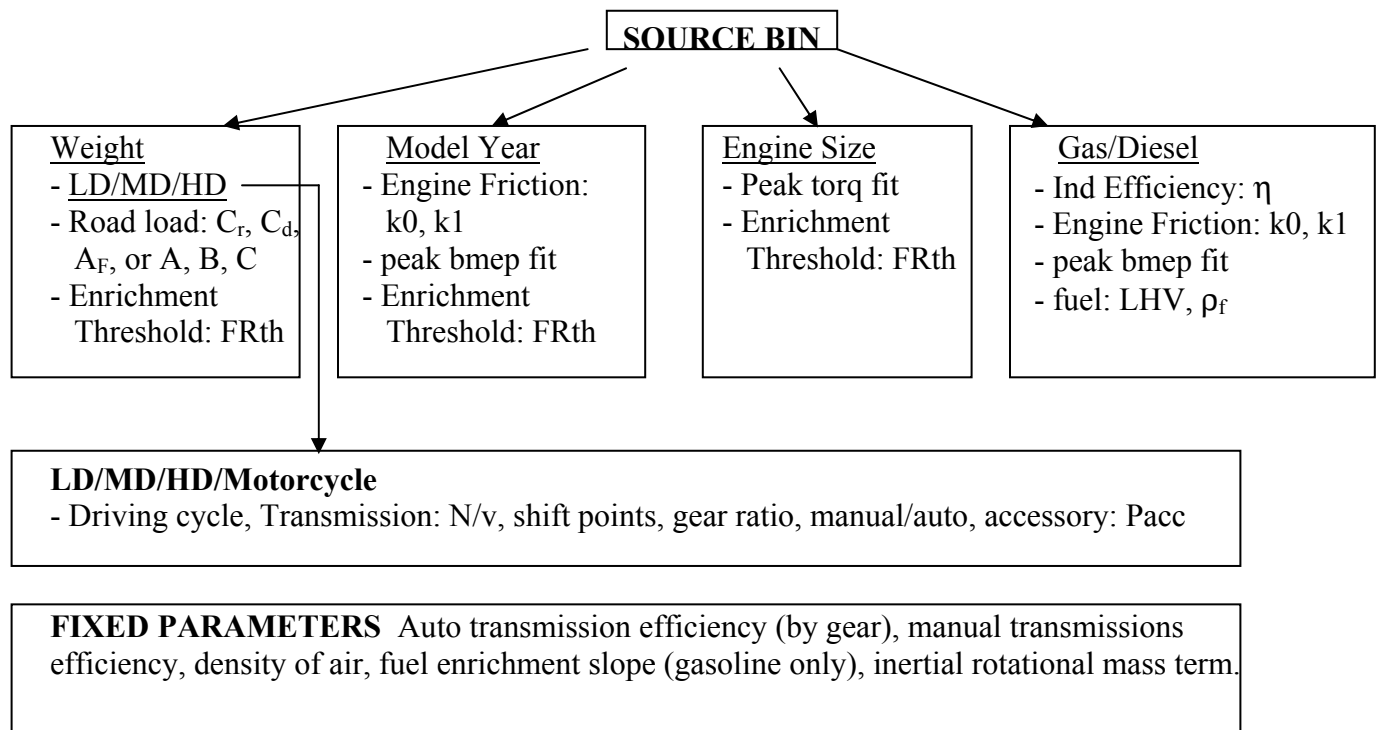 SOURCE BIN
Weight
- LD/MD/HD
- Road load: Cr, Cd,
AF, or A, B, C
- Enrichment
Threshold: FRth
Model Year
- Engine Friction:
k0, k1
- peak bmep fit
- Enrichment
Threshold: FRth
Engine Size
- Peak torq fit
- Enrichment
Threshold: FRth
Gas/Diesel
- Ind Efficiency: η
- Engine Friction: k0, k1
- peak bmep fit
- fuel: LHV, ρf
LD/MD/HD/Motorcycle
- Driving cycle, Transmission: N/v, shift points, gear ratio, manual/auto, accessory: Pacc
FIXED PARAMETERS Auto transmission efficiency (by gear), manual transmissions
efficiency, density of air, fuel enrichment slope (gasoline only), inertial rotational mass term.